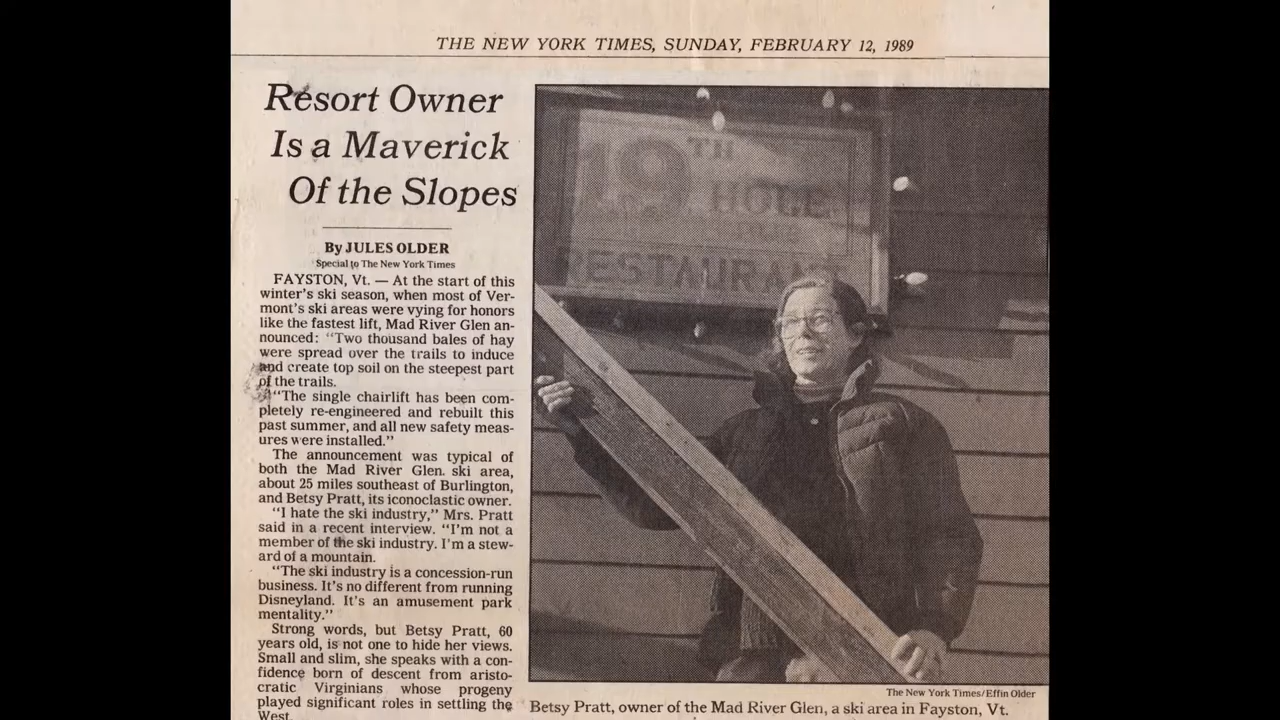 THE NEW YORK TIMES, SUNDAY, FEBRUARY 12, 1989
Resort Owner
Is a Maverick
Of the Slopes
By JULES OLDER
Special to The New York Times
FAYSTON, Vt. — At the start of this
winter's ski season, when most of Ver-
mont's ski areas were vying for honors
like the fastest lift, Mad River Glen an-
nounced: “Two thousand bales of hay
were spread over the trails to induce
and create top soil on the steepest part
of the trails.
“The single chairlift has been com-
pletely re-engineered and rebuilt this
past summer, and all new safety meas-
ures were installed.”
The announcement was typical of
both the Mad River Glen. ski area,
about 25 miles southeast of Burlington,
and Betsy Pratt, its iconoclastic owner.
“I hate the ski industry,” Mrs. Pratt
said in a recent interview. “I'm not a
member of the ski industry. I'm a stew-
ard of a mountain.
“The ski industry is a concession-run
business. It's no different from running
Disneyland. It's an amusement park
mentality.”
Strong words, but Betsy Pratt, 60
years old, is not one to hide her views.
Small and slim, she speaks with a con-
fidence born of descent from aristo-
cratic Virginians whose progeny
played significant roles in settling the
West.
19TH
HOLE
RESTAURANT
The New York Times/Effin Older
Betsy Pratt, owner of the Mad River Glen, a ski area in Fayston, Vt.